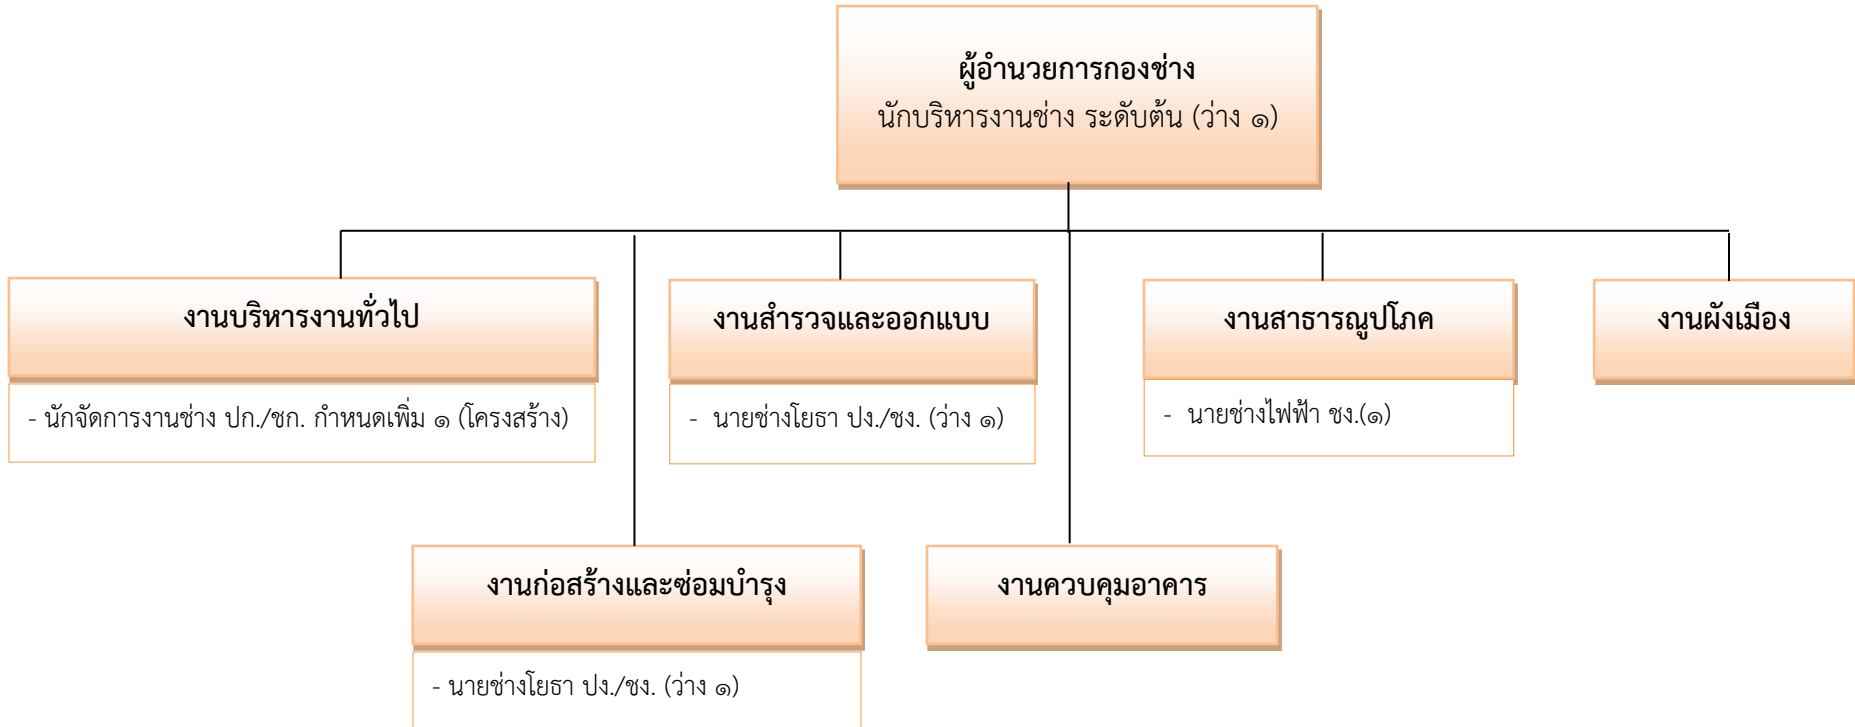 ผู้อำนวยการกองช่าง
นักบริหารงานช่าง ระดับต้น (ว่าง ๑)
งานบริหารงานทั่วไป
- นักจัดการงานช่าง ปก./ชก. กำหนดเพิ่ม ๑ (โครงสร้าง)
งานสำรวจและออกแบบ
- นายช่างโยธา ปง./ชง. (ว่าง ๑)
งานสาธารณูปโภค
- นายช่างไฟฟ้า ชง.(๑)
งานผังเมือง
งานก่อสร้างและซ่อมบำรุง
- นายช่างโยธา ปง./ชง. (ว่าง ๑)
งานควบคุมอาคาร